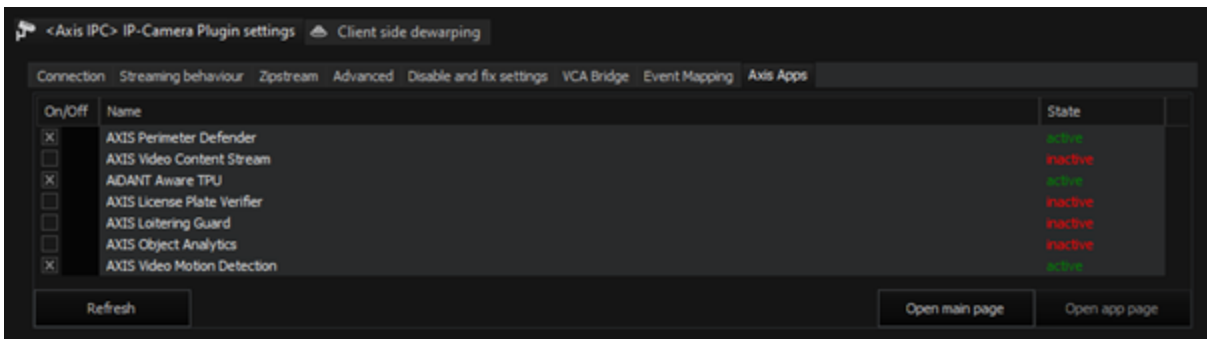 <Axis IPC> IP-Camera Plugin settings Client side dewarping
Connection Streaming behaviour Zipstream Advanced Disable and fix settings VCA Bridge Event Mapping Axis Apps
On/Off Name State
AXIS Perimeter Defender active
AXIS Video Content Stream inactive
AiDANT Aware TPU active
AXIS License Plate Verifier inactive
AXIS Loitering Guard inactive
AXIS Object Analytics inactive
AXIS Video Motion Detection active
Refresh Open main page Open app page